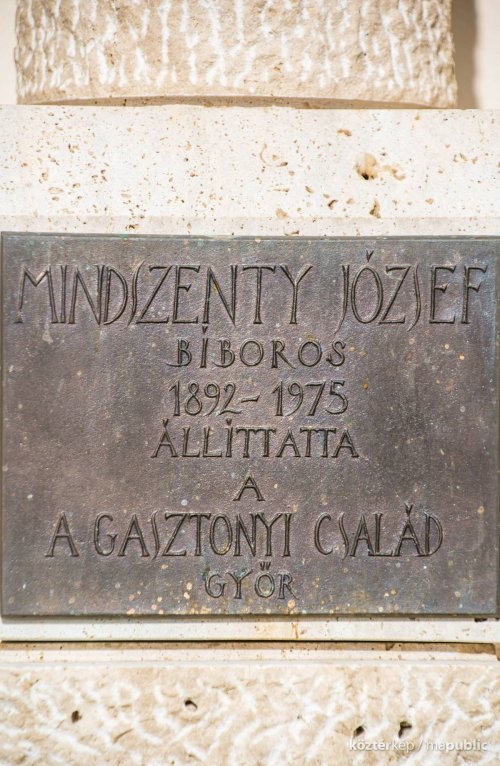 MINDSZENTY JÓZSEF
BÍBOROS
1892-1975
ÁLLÍTTATTA
A
A GASZTONYI CSALÁD
GYŐR
köztérkép / mapublic